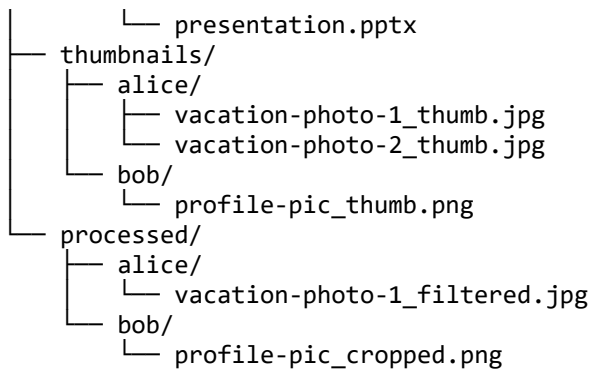 │       └── presentation.pptx
├── thumbnails/
│   ├── alice/
│   │   ├── vacation-photo-1_thumb.jpg
│   │   └── vacation-photo-2_thumb.jpg
│   └── bob/
│       └── profile-pic_thumb.png
└── processed/
    ├── alice/
    │   └── vacation-photo-1_filtered.jpg
    └── bob/
        └── profile-pic_cropped.png